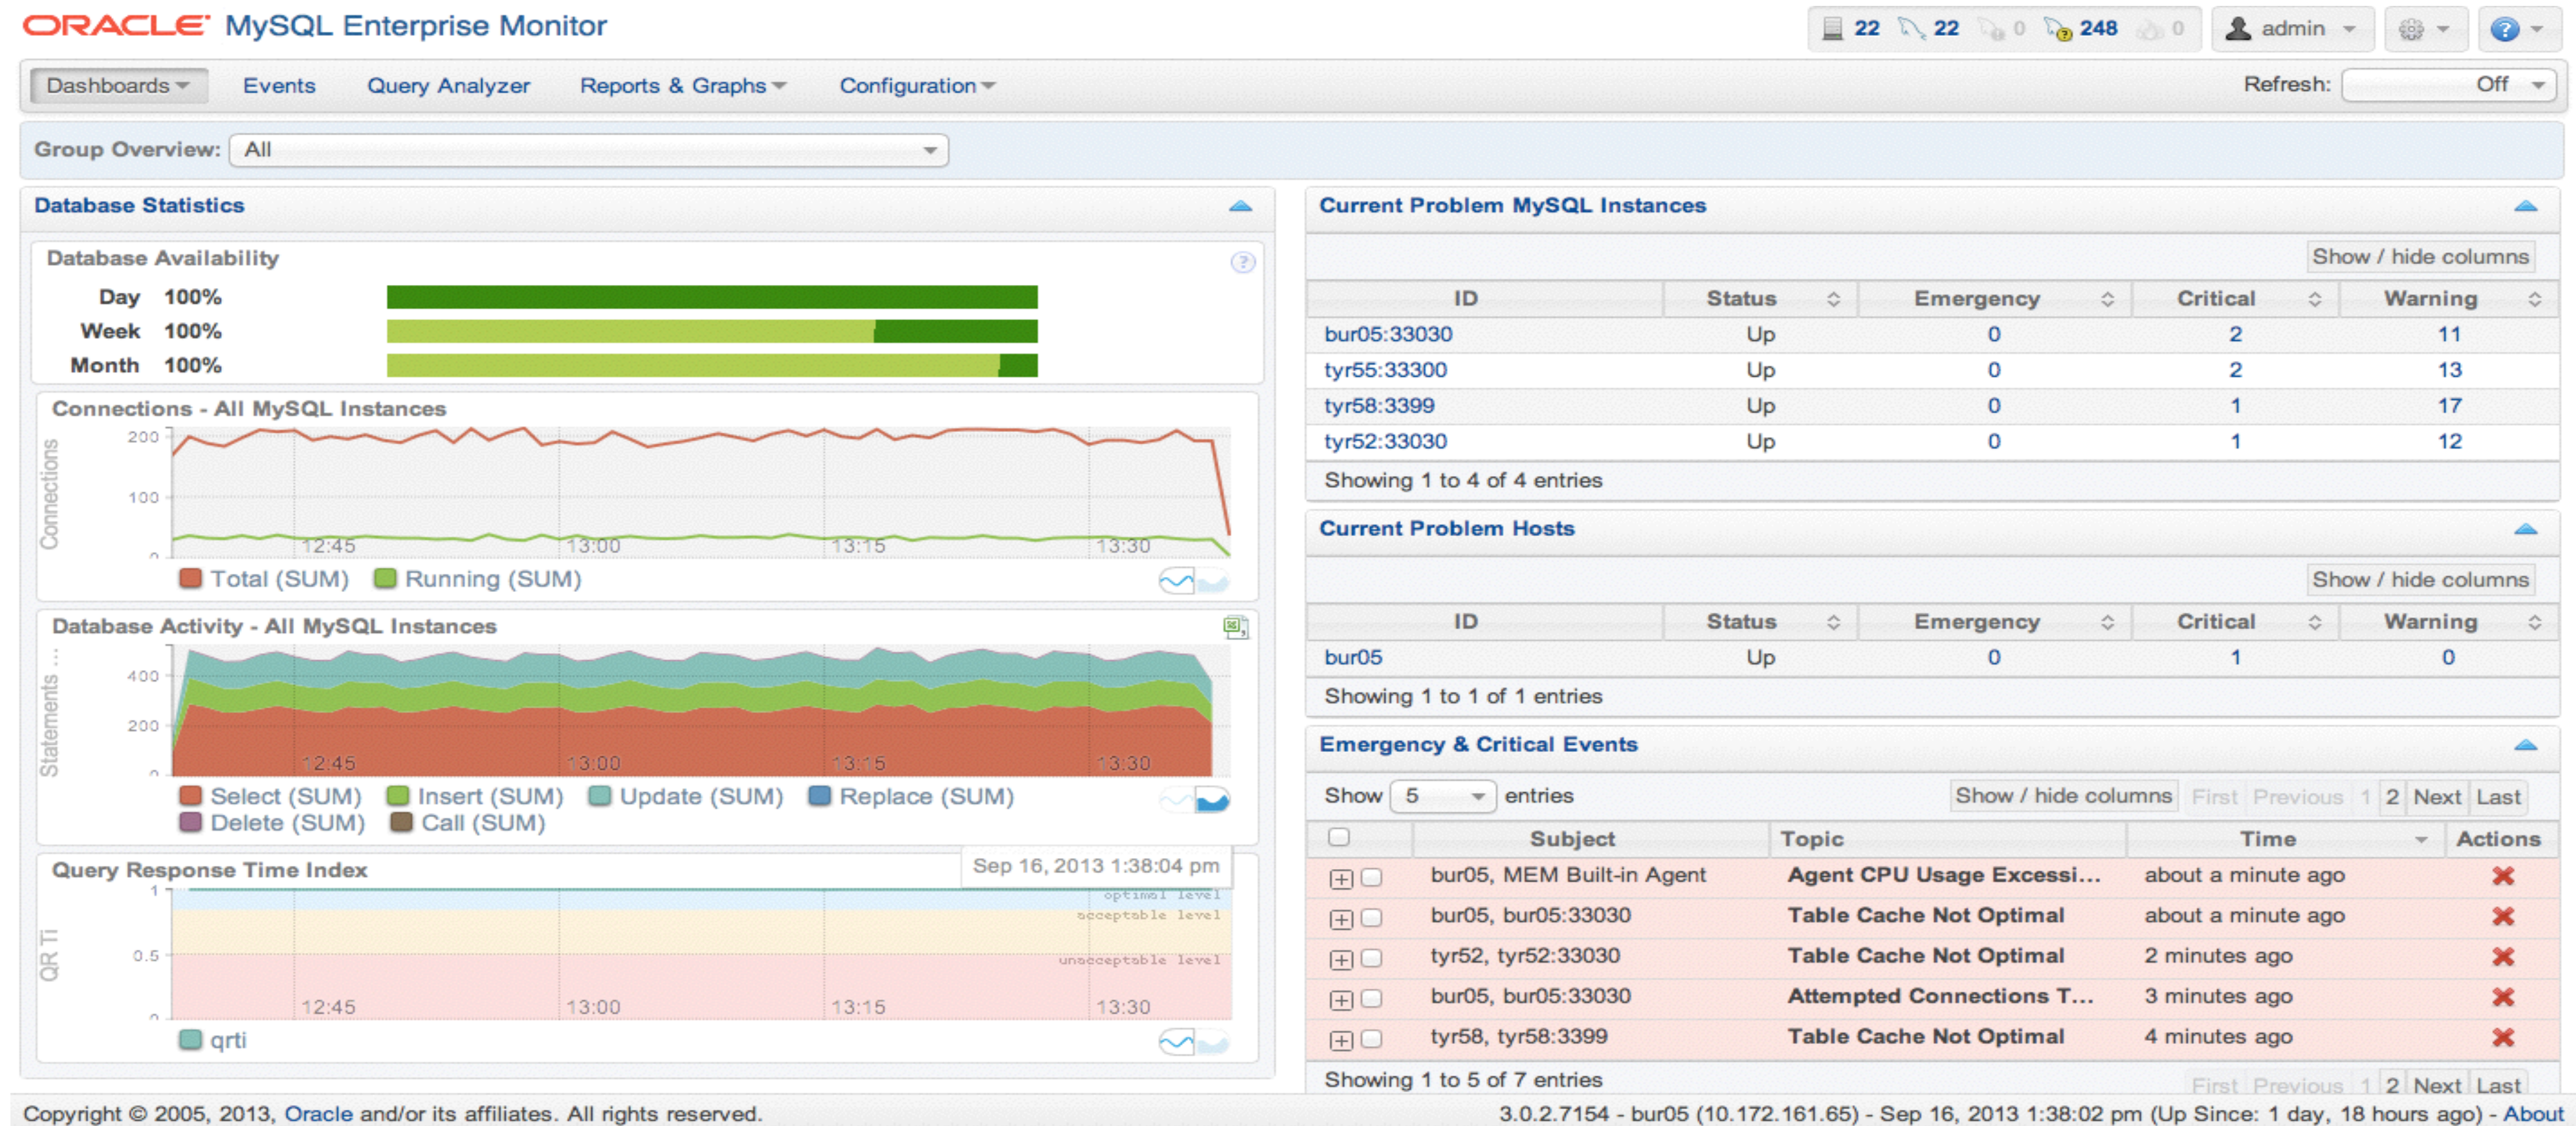 ORACLE MySQL Enterprise Monitor
22 22 0 248 0 admin
Dashboards Events Query Analyzer Reports & Graphs Configuration Refresh: Off
Group Overview: All
Database Statistics
Database Availability
Day 100%
Week 100%
Month 100%
Connections - All MySQL Instances
Connections
200
100
0
12:45 13:00 13:15 13:30
Total (SUM) Running (SUM)
Database Activity - All MySQL Instances
Statements ...
400
200
0
12:45 13:00 13:15 13:30
Select (SUM) Insert (SUM) Update (SUM) Replace (SUM)
Delete (SUM) Call (SUM)
Query Response Time Index
Sep 16, 2013 1:38:04 pm
QR Ti
1
0.5
0
optimal level
acceptable level
unacceptable level
12:45 13:00 13:15 13:30
qrti
Current Problem MySQL Instances
Show / hide columns
ID Status Emergency Critical Warning
bur05:33030 Up 0 2 11
tyr55:33300 Up 0 2 13
tyr58:3399 Up 0 1 17
tyr52:33030 Up 0 1 12
Showing 1 to 4 of 4 entries
Current Problem Hosts
Show / hide columns
ID Status Emergency Critical Warning
bur05 Up 0 1 0
Showing 1 to 1 of 1 entries
Emergency & Critical Events
Show 5 entries Show / hide columns First Previous 1 2 Next Last
Subject Topic Time Actions
bur05, MEM Built-in Agent Agent CPU Usage Excessi... about a minute ago
bur05, bur05:33030 Table Cache Not Optimal about a minute ago
tyr52, tyr52:33030 Table Cache Not Optimal 2 minutes ago
bur05, bur05:33030 Attempted Connections T... 3 minutes ago
tyr58, tyr58:3399 Table Cache Not Optimal 4 minutes ago
Showing 1 to 5 of 7 entries First Previous 1 2 Next Last
Copyright © 2005, 2013, Oracle and/or its affiliates. All rights reserved. 3.0.2.7154 - bur05 (10.172.161.65) - Sep 16, 2013 1:38:02 pm (Up Since: 1 day, 18 hours ago) - About